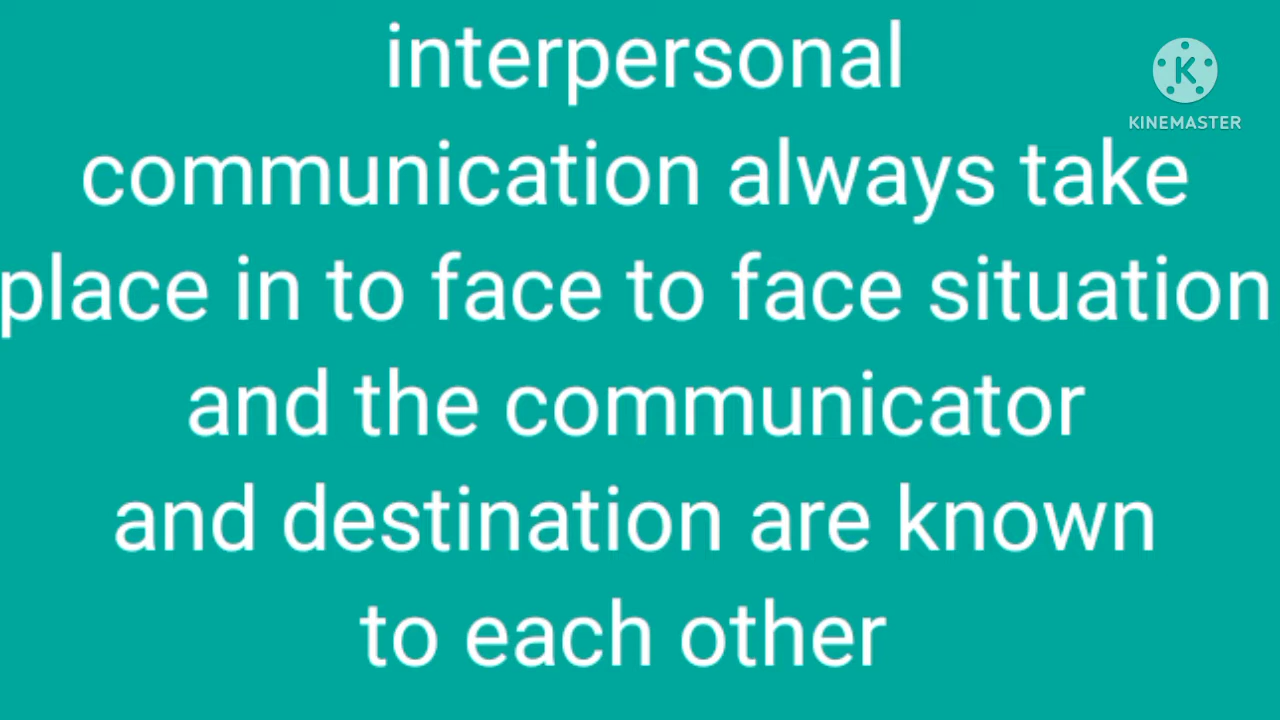 interpersonal
KINEMASTER
communication always take
place in to face to face situation
and the communicator
and destination are known
to each other